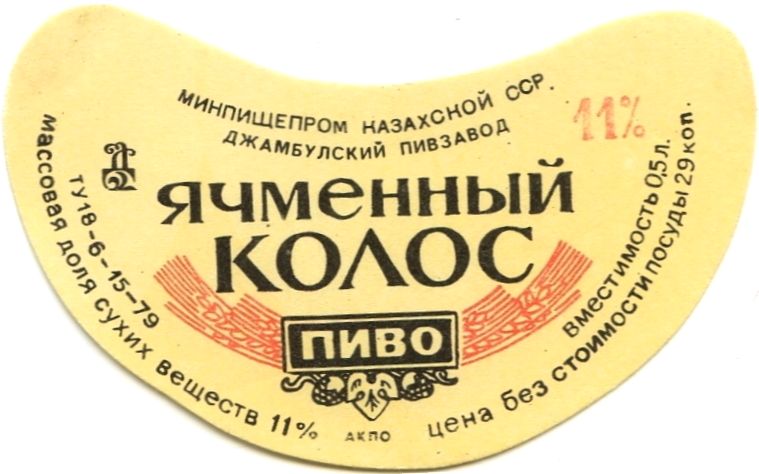 МИНПИЩЕПРОМ КАЗАХСКОЙ ССР.
ДЖАМБУЛСКИЙ ПИВЗАВОД
11%
ЯЧМЕННЫЙ
КОЛОС
ПИВО
ТУ18-6-15-79
массовая доля сухих веществ 11%
АКПО
вместимость 0,5 л.
цена без стоимости посуды 29 коп.